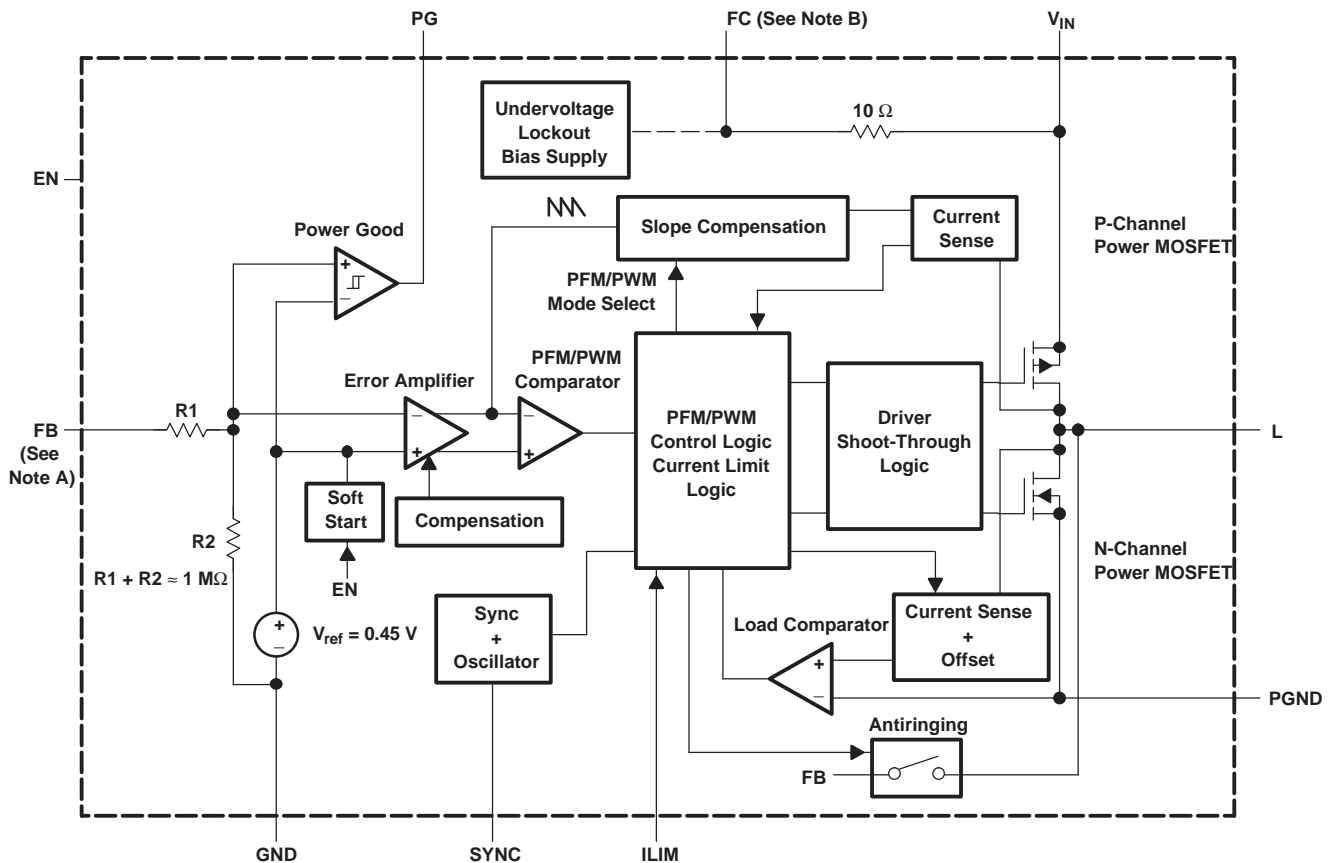 PG
FC (See Note B)
VIN
Undervoltage
Lockout
Bias Supply
10 Ω
EN
Slope Compensation
Current
Sense
P-Channel
Power MOSFET
Power Good
+
_
PFM/PWM
Mode Select
PFM/PWM
Comparator
Error Amplifier
R1
FB
(See
Note A)
_
+
_
+
PFM/PWM
Control Logic
Current Limit
Logic
Driver
Shoot-Through
Logic
L
Soft
Start
Compensation
R2
R1 + R2 ≈ 1 MΩ
EN
N-Channel
Power MOSFET
+
–
Vref = 0.45 V
Sync
+
Oscillator
Load Comparator
+
–
Current Sense
+
Offset
PGND
Antiringing
FB
GND
SYNC
ILIM